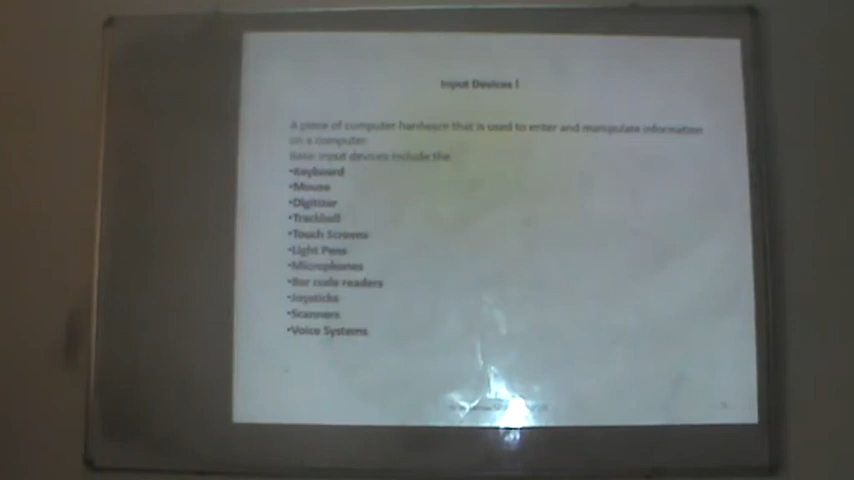 Input Devices I
A piece of computer hardware that is used to enter and manipulate information
on a computer.
Basic input devices include the.
•Keyboard
•Mouse
•Digitizer
•Trackball
•Touch Screens
•Light Pens
•Microphones
•Bar code readers
•Joysticks
•Scanners
•Voice Systems